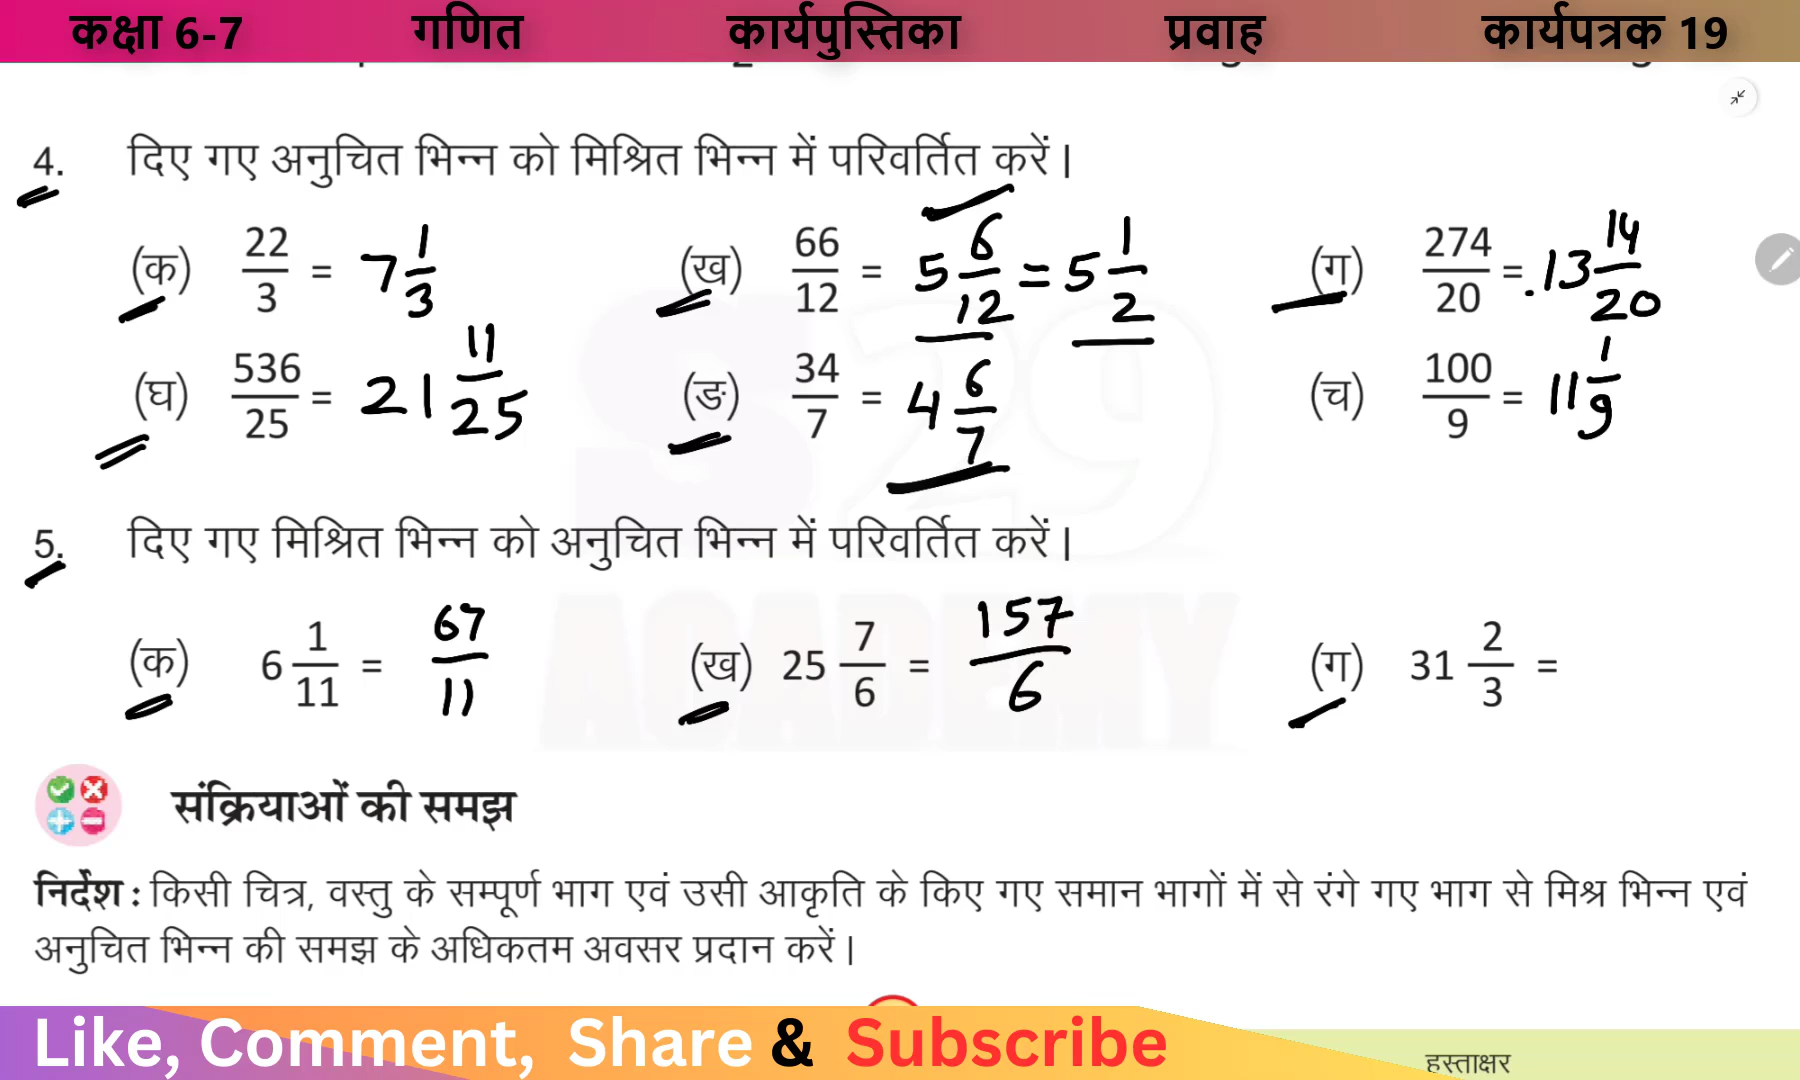 कक्षा 6-7 गणित कार्यपुस्तिका प्रवाह कार्यपत्रक 19
4. दिए गए अनुचित भिन्न को मिश्रित भिन्न में परिवर्तित करें।
(क) 22/3 = 7 1/3 (ख) 66/12 = 5 6/12 = 5 1/2 (ग) 274/20 = 13 14/20
(घ) 536/25 = 21 11/25 (ङ) 34/7 = 4 6/7 (च) 100/9 = 11 1/9
5. दिए गए मिश्रित भिन्न को अनुचित भिन्न में परिवर्तित करें।
(क) 6 1/11 = 67/11 (ख) 25 7/6 = 157/6 (ग) 31 2/3 =
संक्रियाओं की समझ
निर्देश : किसी चित्र, वस्तु के सम्पूर्ण भाग एवं उसी आकृति के किए गए समान भागों में से रंगे गए भाग से मिश्र भिन्न एवं
अनुचित भिन्न की समझ के अधिकतम अवसर प्रदान करें।
S29
ACADEMY
Like, Comment, Share & Subscribe
हस्ताक्षर